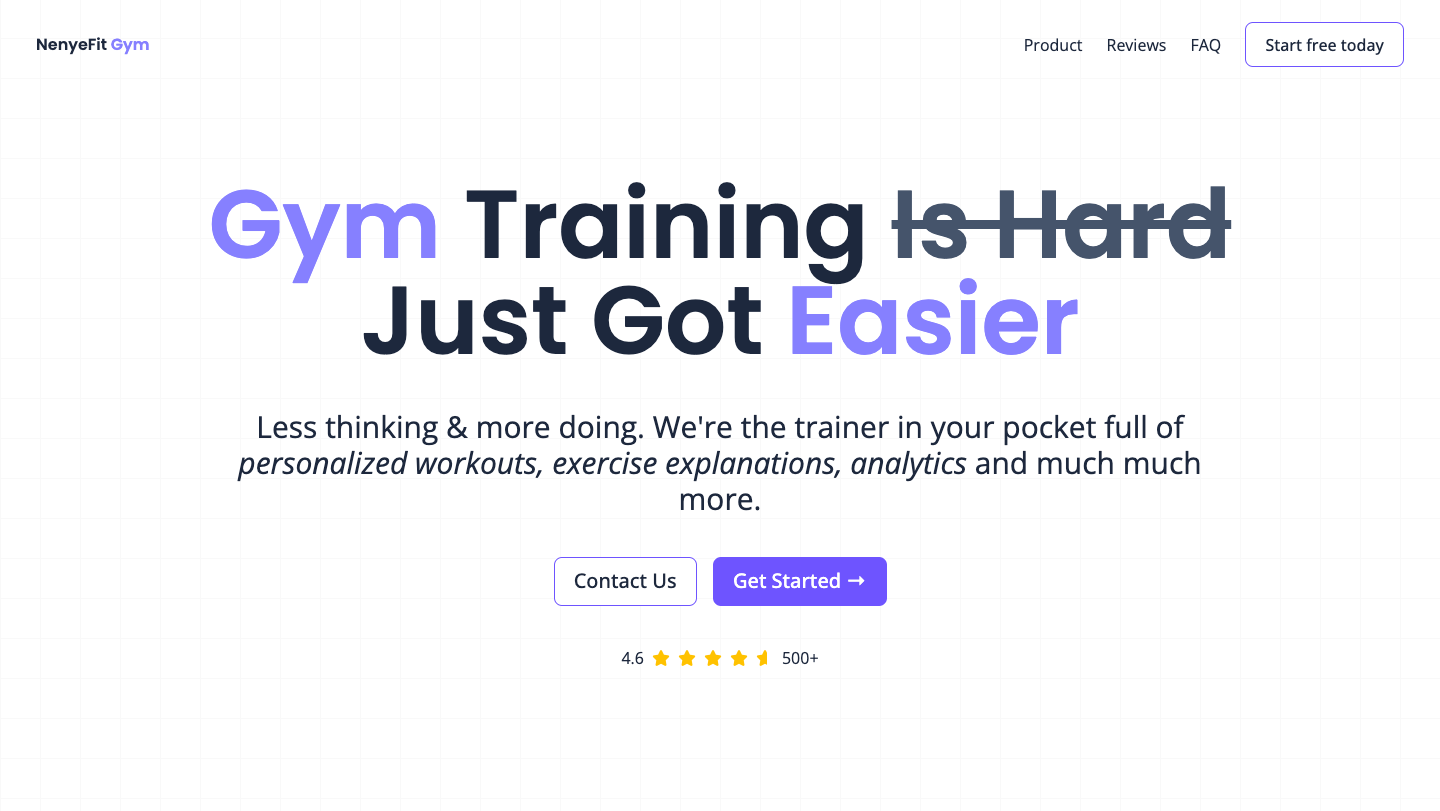 NenyeFit Gym
Product
Reviews
FAQ
Start free today
Gym Training Is Hard
Just Got Easier
Less thinking & more doing. We're the trainer in your pocket full of
personalized workouts, exercise explanations, analytics and much much
more.
Contact Us
Get Started →
4.6
500+